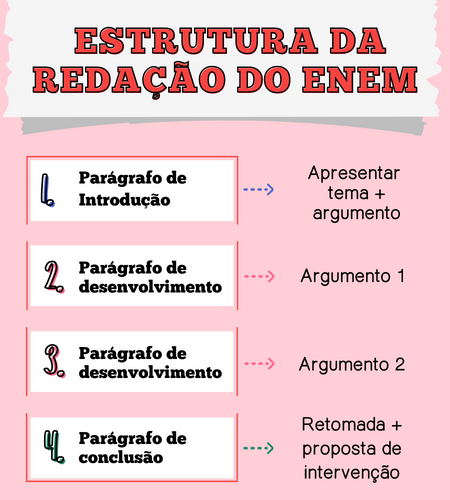 ESTRUTURA DA
REDAÇÃO DO ENEM
1. Parágrafo de
Introdução
Apresentar
tema +
argumento
2. Parágrafo de
desenvolvimento
Argumento 1
3. Parágrafo de
desenvolvimento
Argumento 2
4. Parágrafo de
conclusão
Retomada +
proposta de
intervenção